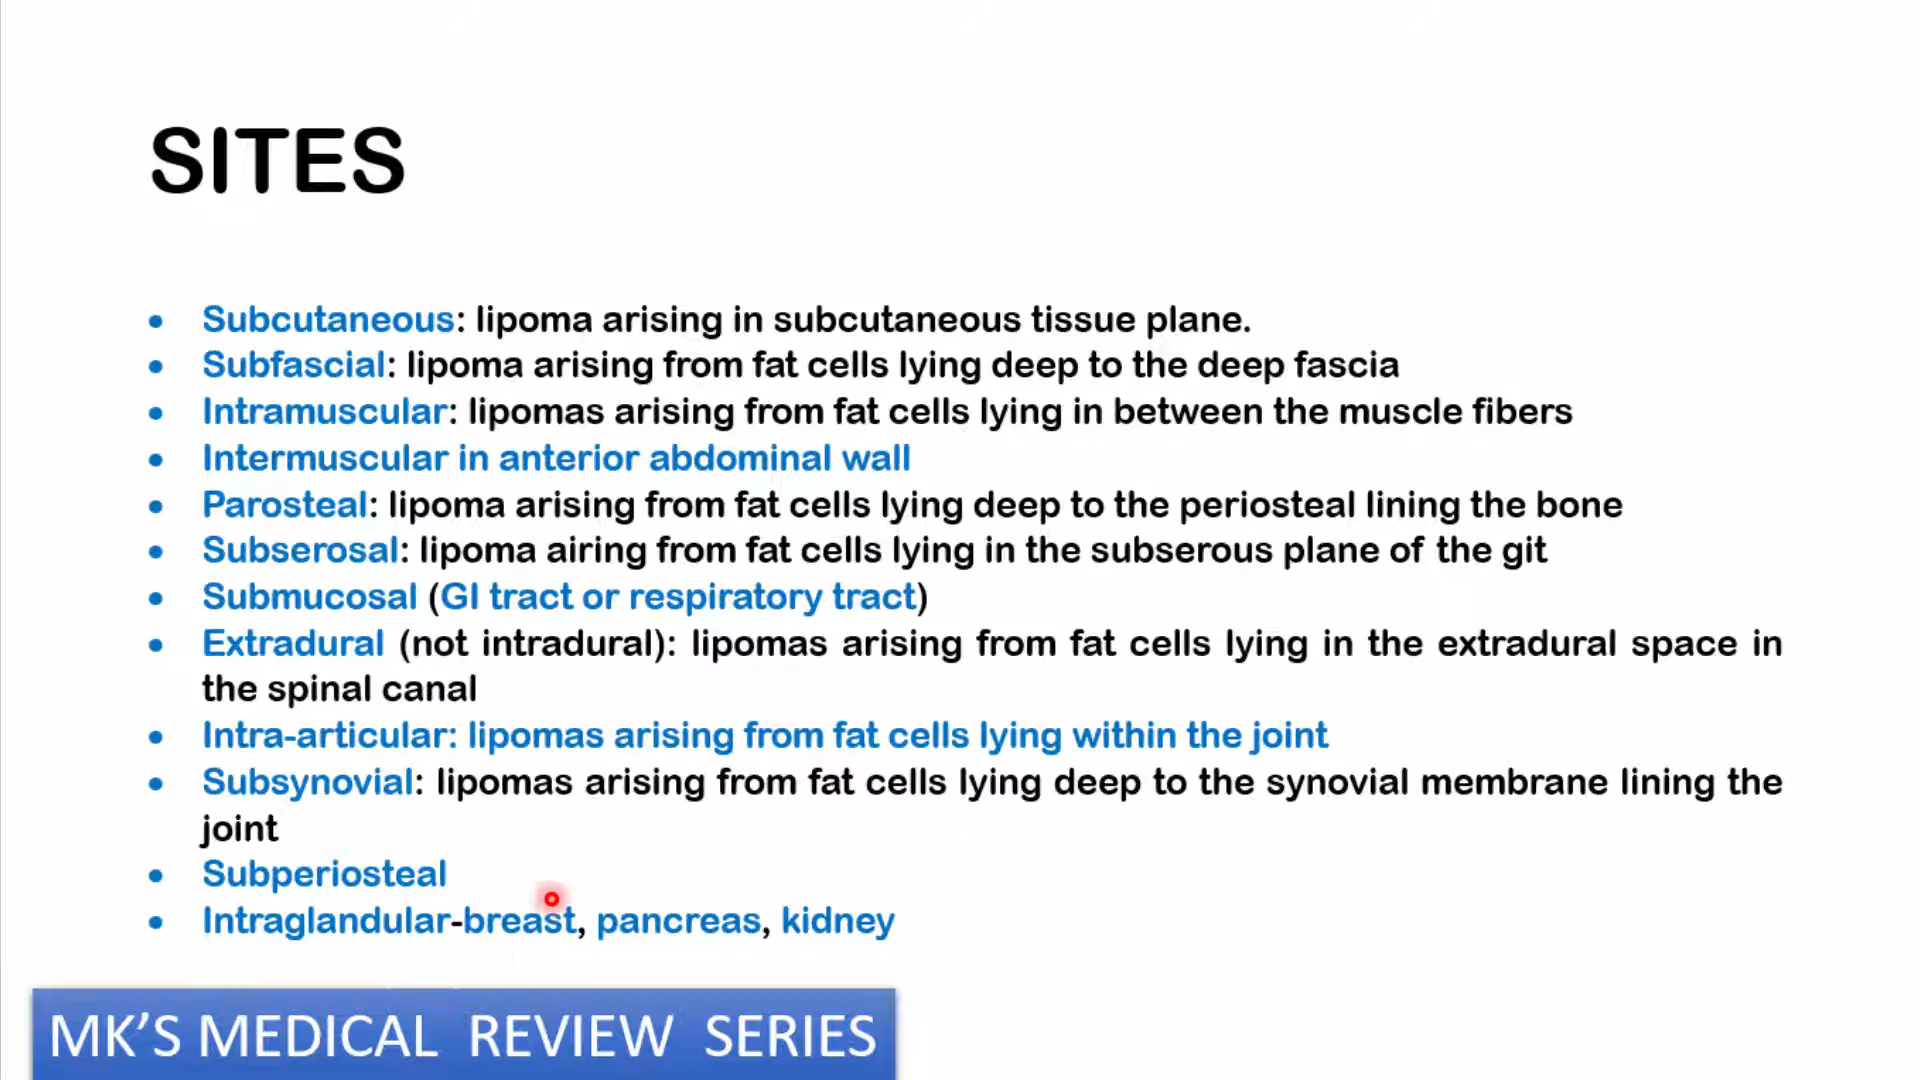 SITES
• Subcutaneous: lipoma arising in subcutaneous tissue plane.
• Subfascial: lipoma arising from fat cells lying deep to the deep fascia
• Intramuscular: lipomas arising from fat cells lying in between the muscle fibers
• Intermuscular in anterior abdominal wall
• Parosteal: lipoma arising from fat cells lying deep to the periosteal lining the bone
• Subserosal: lipoma airing from fat cells lying in the subserous plane of the git
• Submucosal (GI tract or respiratory tract)
• Extradural (not intradural): lipomas arising from fat cells lying in the extradural space in
the spinal canal
• Intra-articular: lipomas arising from fat cells lying within the joint
• Subsynovial: lipomas arising from fat cells lying deep to the synovial membrane lining the
joint
• Subperiosteal
• Intraglandular-breast, pancreas, kidney
MK'S MEDICAL REVIEW SERIES